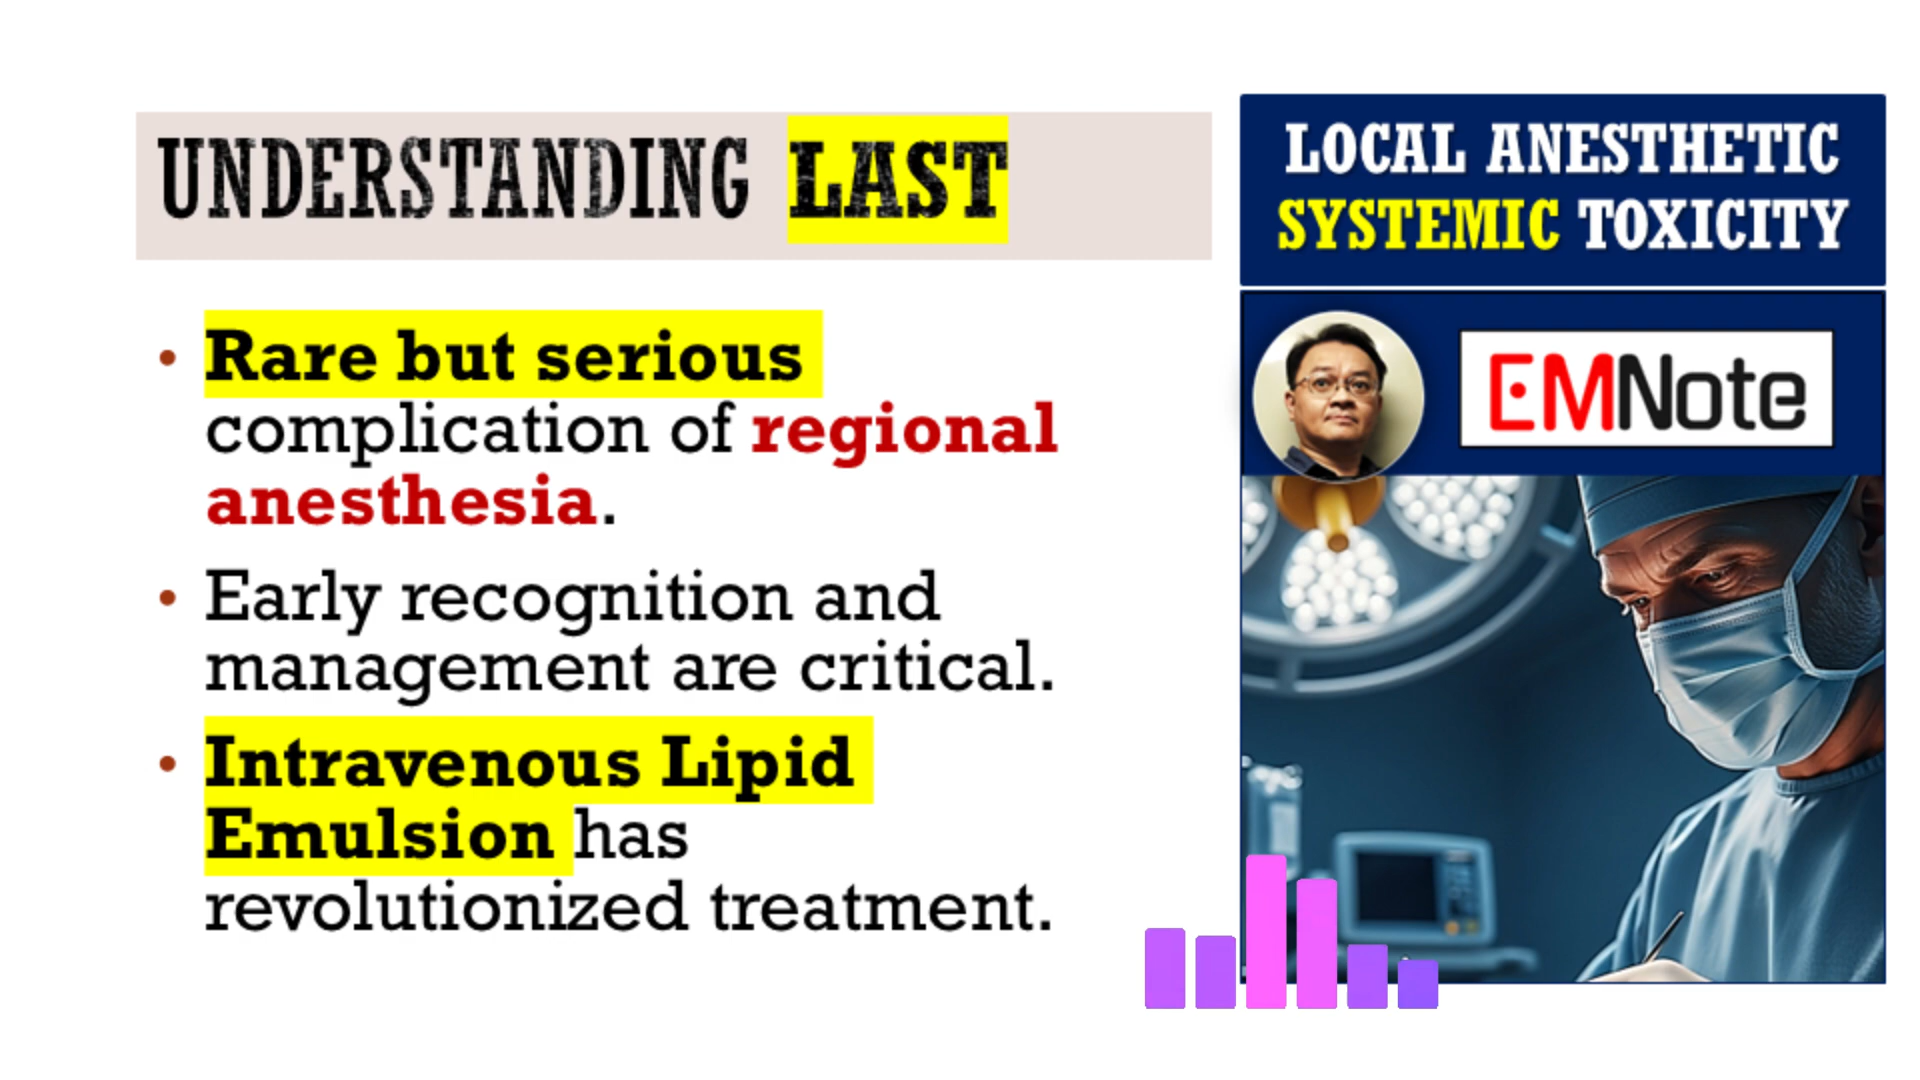 UNDERSTANDING LAST
• Rare but serious
complication of regional
anesthesia.
• Early recognition and
management are critical.
• Intravenous Lipid
Emulsion has
revolutionized treatment.
LOCAL ANESTHETIC
SYSTEMIC TOXICITY
EMNote